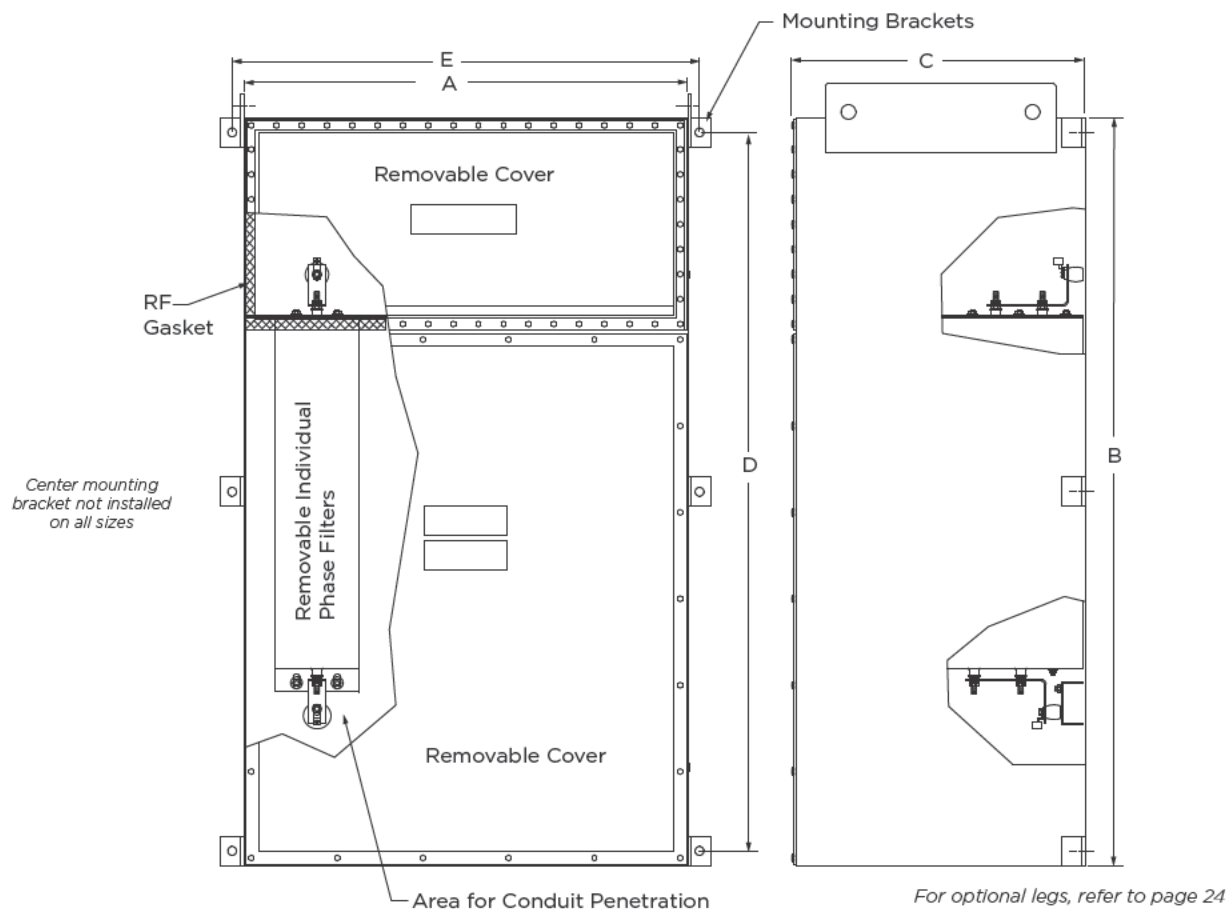 Mounting Brackets
E
A
C
Removable Cover
RF
Gasket
Removable Individual
Phase Filters
D
B
Center mounting
bracket not installed
on all sizes
Removable Cover
Area for Conduit Penetration
For optional legs, refer to page 24